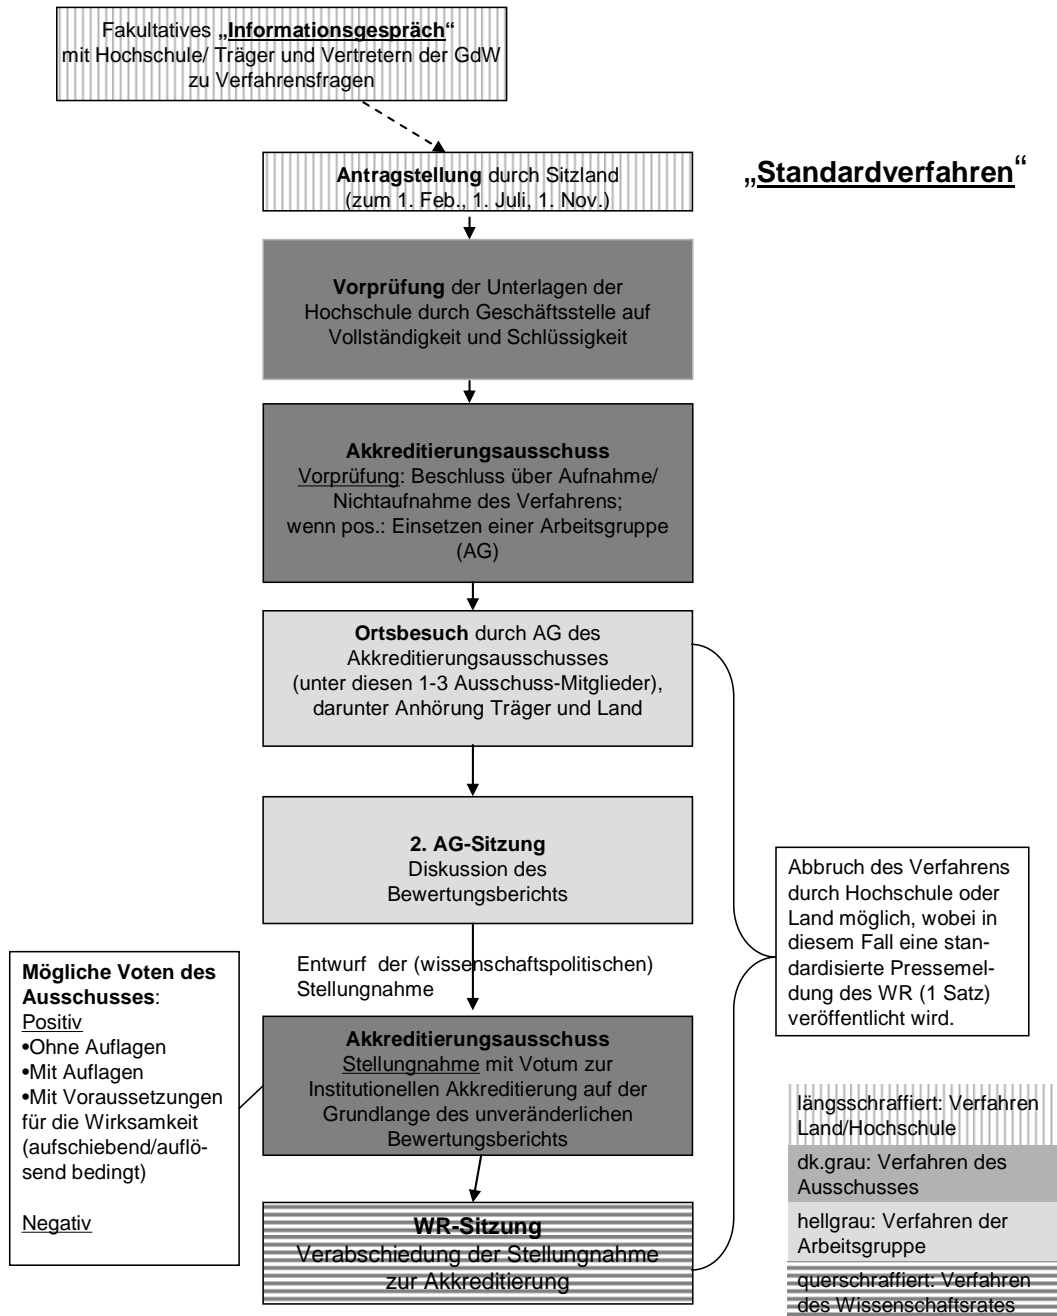 Fakultatives „Informationsgespräch“
mit Hochschule/ Träger und Vertretern der GdW
zu Verfahrensfragen
„Standardverfahren“
Antragstellung durch Sitzland
(zum 1. Feb., 1. Juli, 1. Nov.)
Vorprüfung der Unterlagen der
Hochschule durch Geschäftsstelle auf
Vollständigkeit und Schlüssigkeit
Akkreditierungsausschuss
Vorprüfung: Beschluss über Aufnahme/
Nichtaufnahme des Verfahrens;
wenn pos.: Einsetzen einer Arbeitsgruppe
(AG)
Ortsbesuch durch AG des
Akkreditierungsausschusses
(unter diesen 1-3 Ausschuss-Mitglieder),
darunter Anhörung Träger und Land
2. AG-Sitzung
Diskussion des
Bewertungsberichts
Abbruch des Verfahrens
durch Hochschule oder
Land möglich, wobei in
diesem Fall eine stan-
dardisierte Pressemel-
dung des WR (1 Satz)
veröffentlicht wird.
Entwurf der (wissenschaftspolitischen)
Stellungnahme
Mögliche Voten des
Ausschusses:
Positiv
•Ohne Auflagen
•Mit Auflagen
•Mit Voraussetzungen
für die Wirksamkeit
(aufschiebend/auflö-
send bedingt)
Negativ
Akkreditierungsausschuss
Stellungnahme mit Votum zur
Institutionellen Akkreditierung auf der
Grundlange des unveränderlichen
Bewertungsberichts
WR-Sitzung
Verabschiedung der Stellungnahme
zur Akkreditierung
längsschraffiert: Verfahren
Land/Hochschule
dk.grau: Verfahren des
Ausschusses
hellgrau: Verfahren der
Arbeitsgruppe
querschraffiert: Verfahren
des Wissenschaftsrates